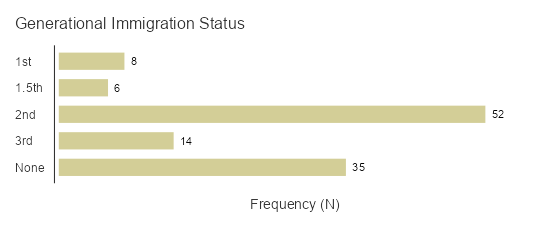 Generational Immigration Status
1st 8
1.5th 6
2nd 52
3rd 14
None 35
Frequency (N)